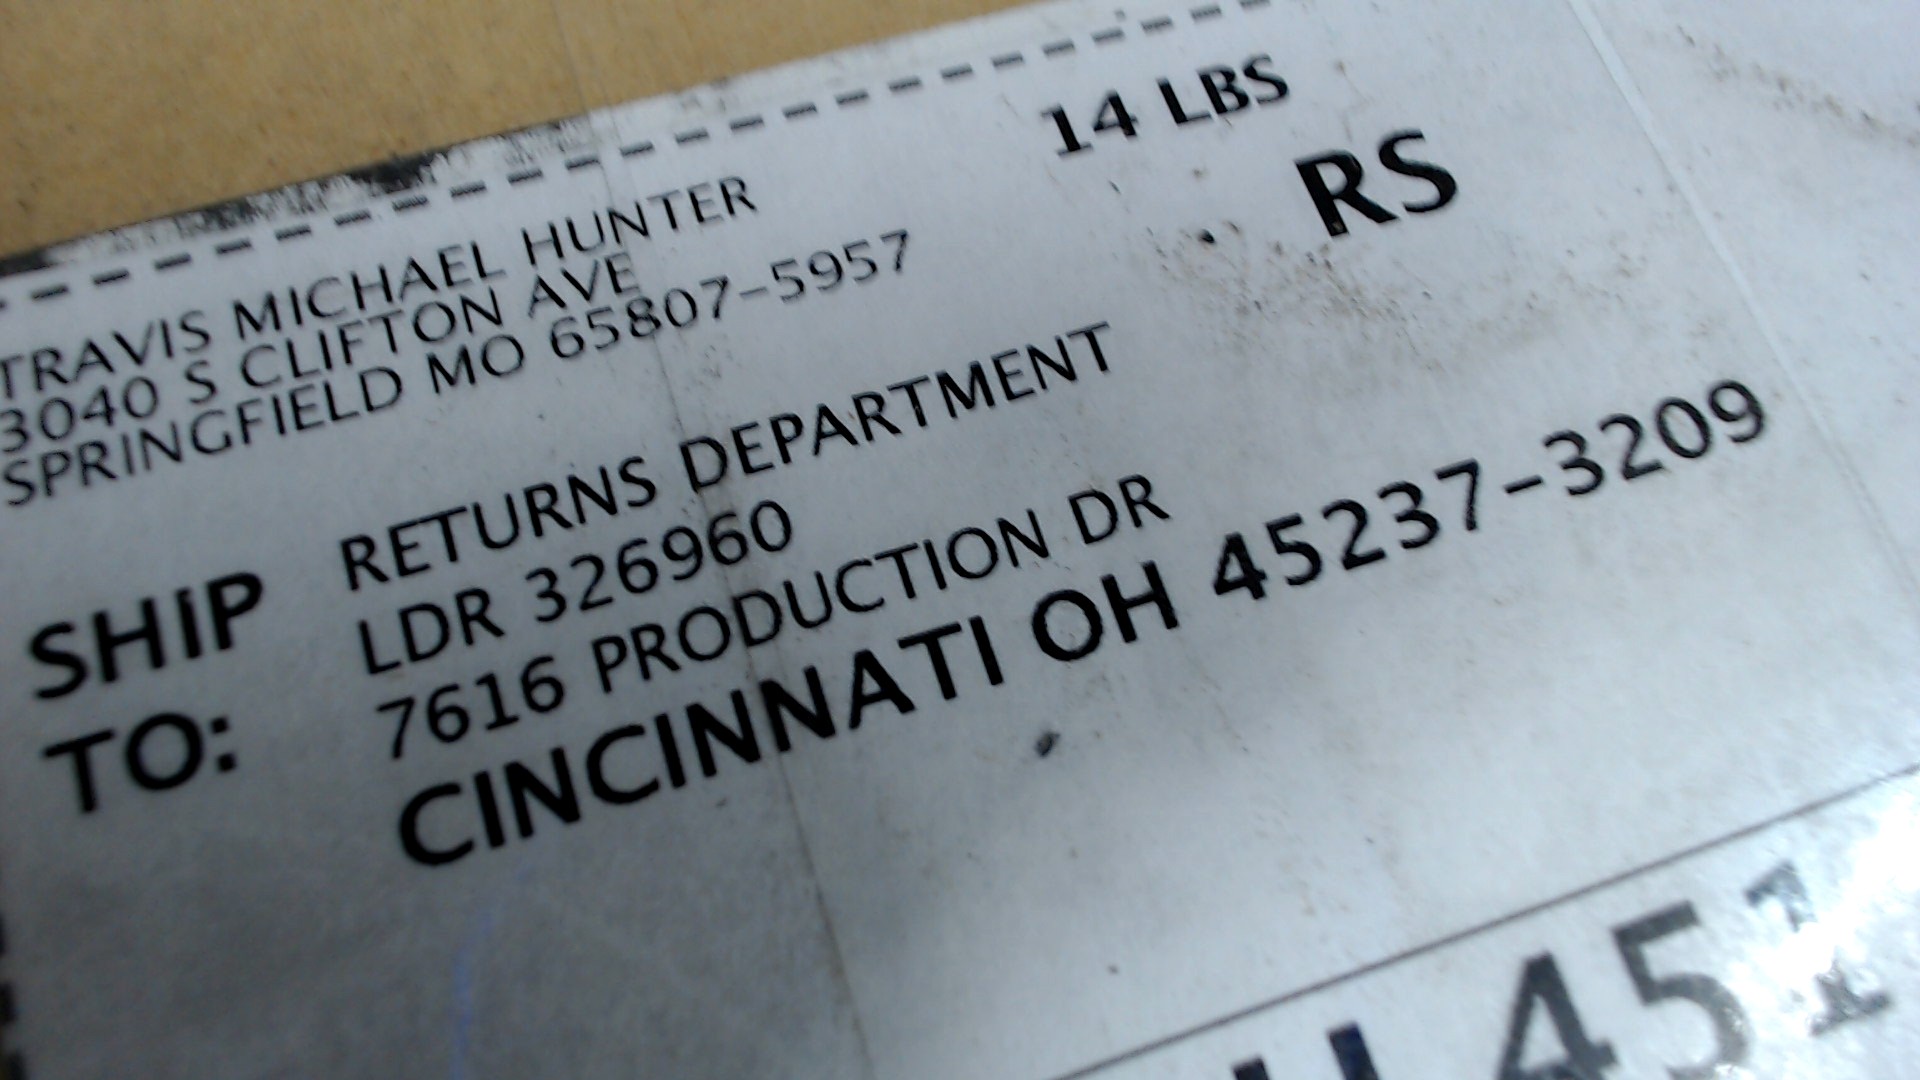 14 LBS
RS
TRAVIS MICHAEL HUNTER
3040 S CLIFTON AVE
SPRINGFIELD MO 65807-5957
SHIP
TO:
RETURNS DEPARTMENT
LDR 326960
7616 PRODUCTION DR
CINCINNATI OH 45237-3209